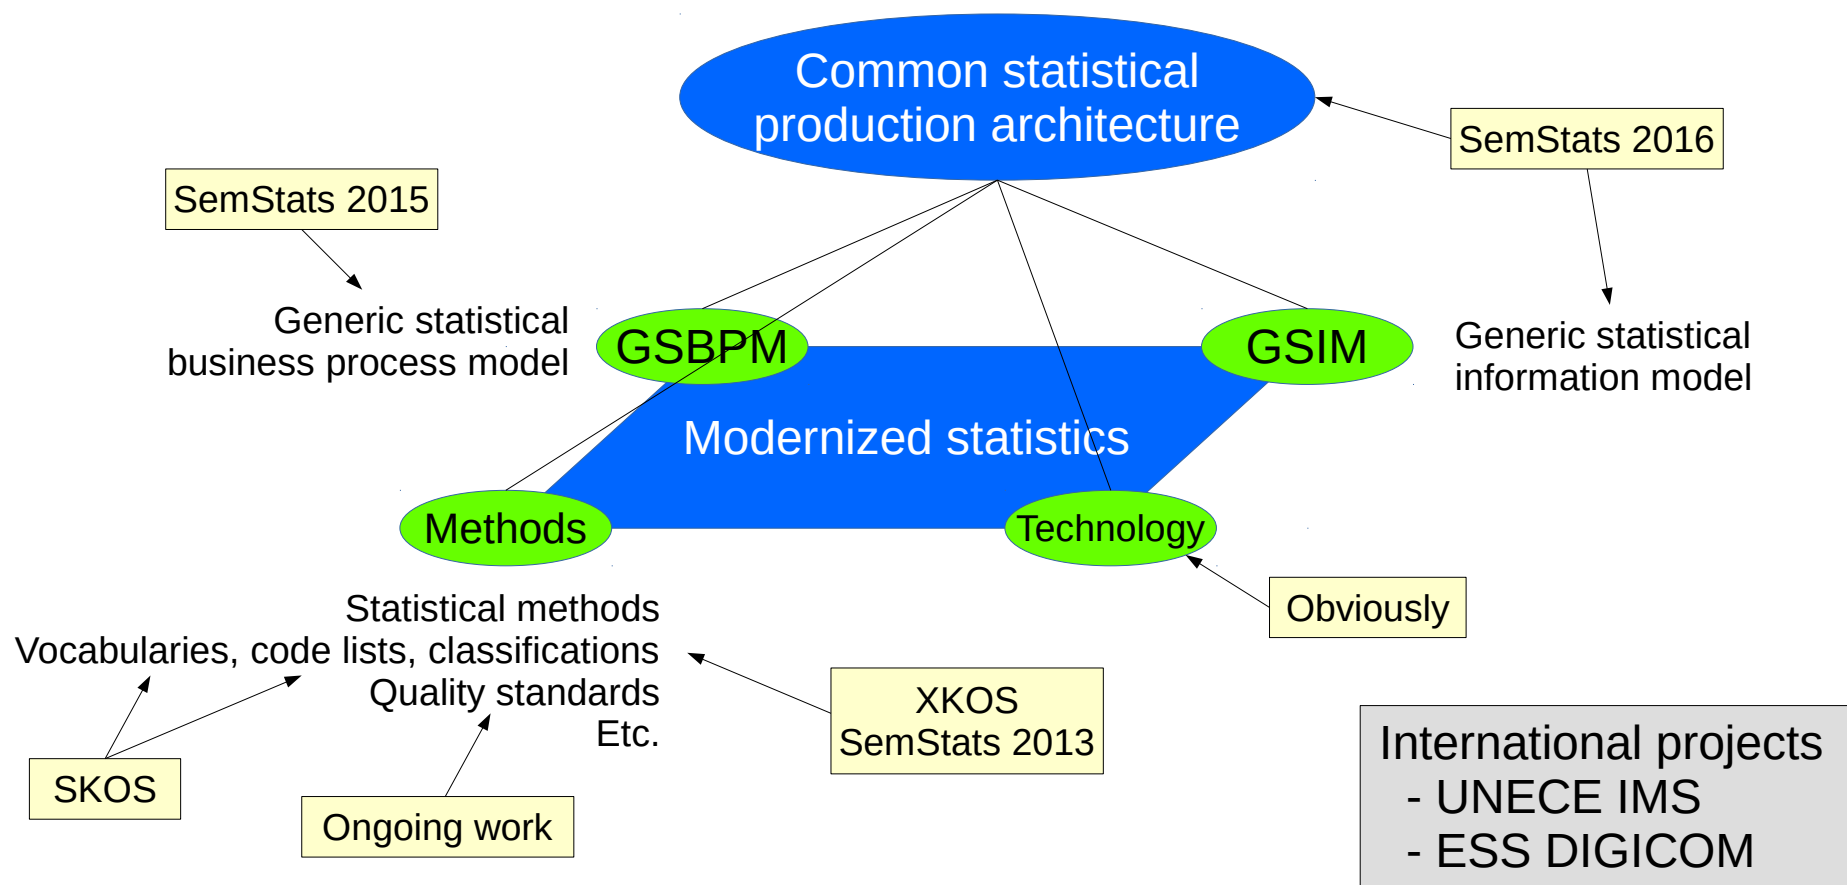 Common statistical
production architecture
SemStats 2016
SemStats 2015
Generic statistical
business process model
GSBPM
GSIM
Generic statistical
information model
Modernized statistics
Methods
Technology
Statistical methods
Vocabularies, code lists, classifications
Quality standards
Etc.
Obviously
XKOS
SemStats 2013
SKOS
Ongoing work
International projects
- UNECE IMS
- ESS DIGICOM